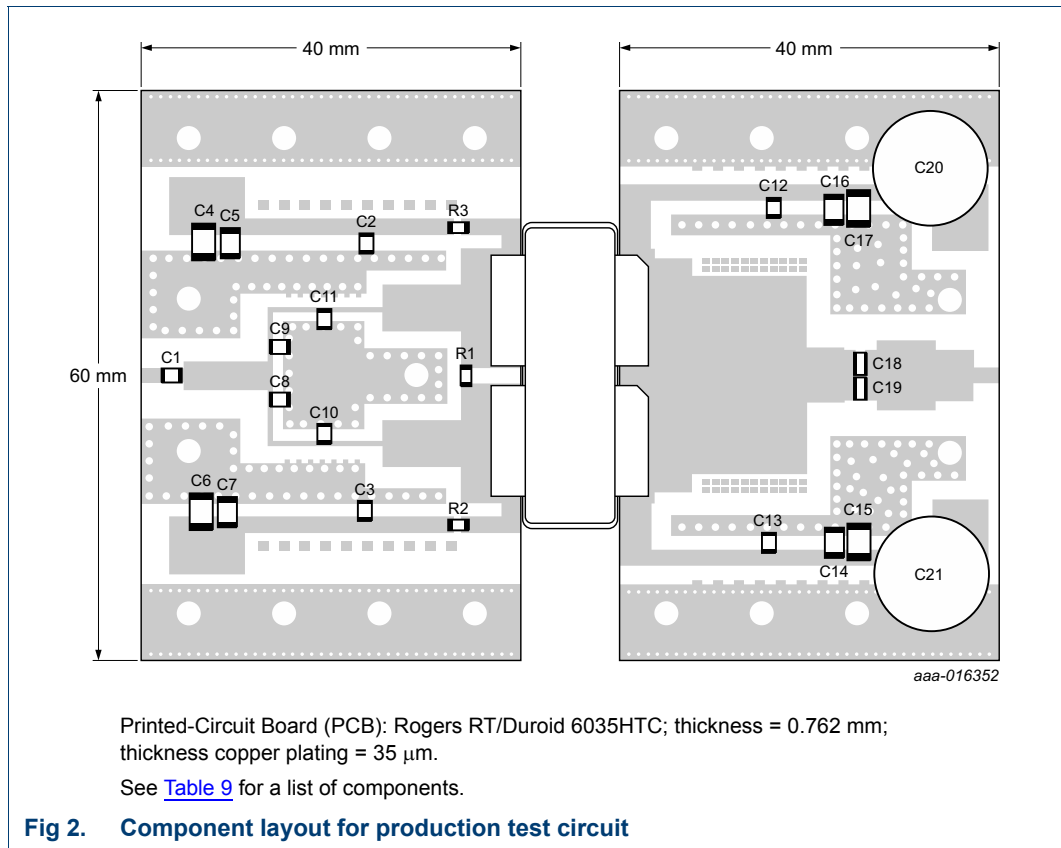 40 mm
40 mm
C20
C12
C16
C4
C5
C2
R3
C17
C11
C9
C1
R1
C18
60 mm
C8
C19
C10
C6
C7
C3
R2
C13
C15
C14
C21
aaa-016352
Printed-Circuit Board (PCB): Rogers RT/Duroid 6035HTC; thickness = 0.762 mm;
thickness copper plating = 35 μm.
See Table 9 for a list of components.
Fig 2. Component layout for production test circuit